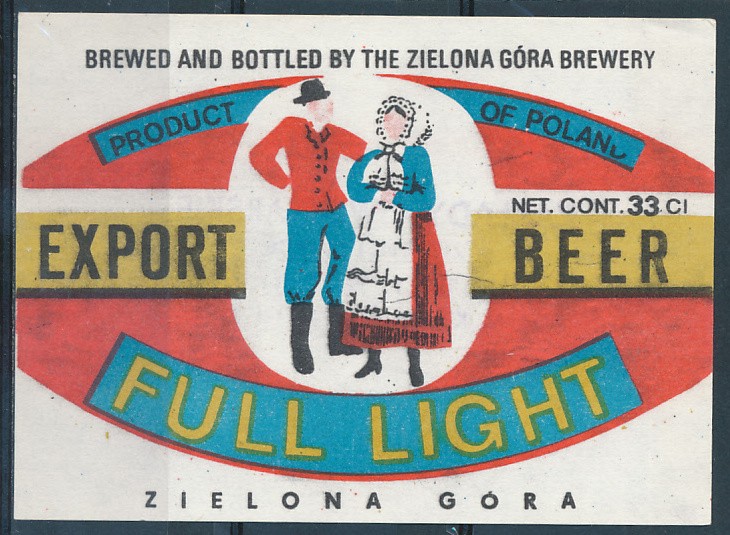 BREWED AND BOTTLED BY THE ZIELONA GÓRA BREWERY
PRODUCT OF POLAND
NET. CONT. 33 Cl
EXPORT BEER
FULL LIGHT
ZIELONA GÓRA